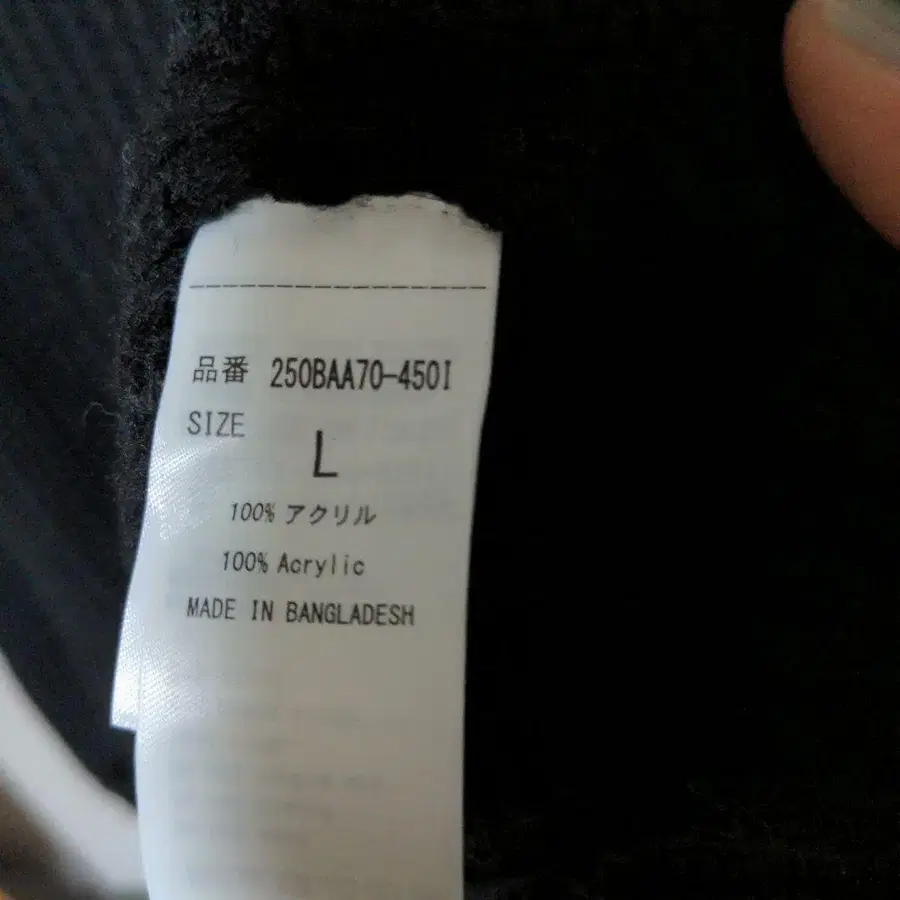 品番 250BAA70-450I
SIZE
L
100% アクリル
100% Acrylic
MADE IN BANGLADESH